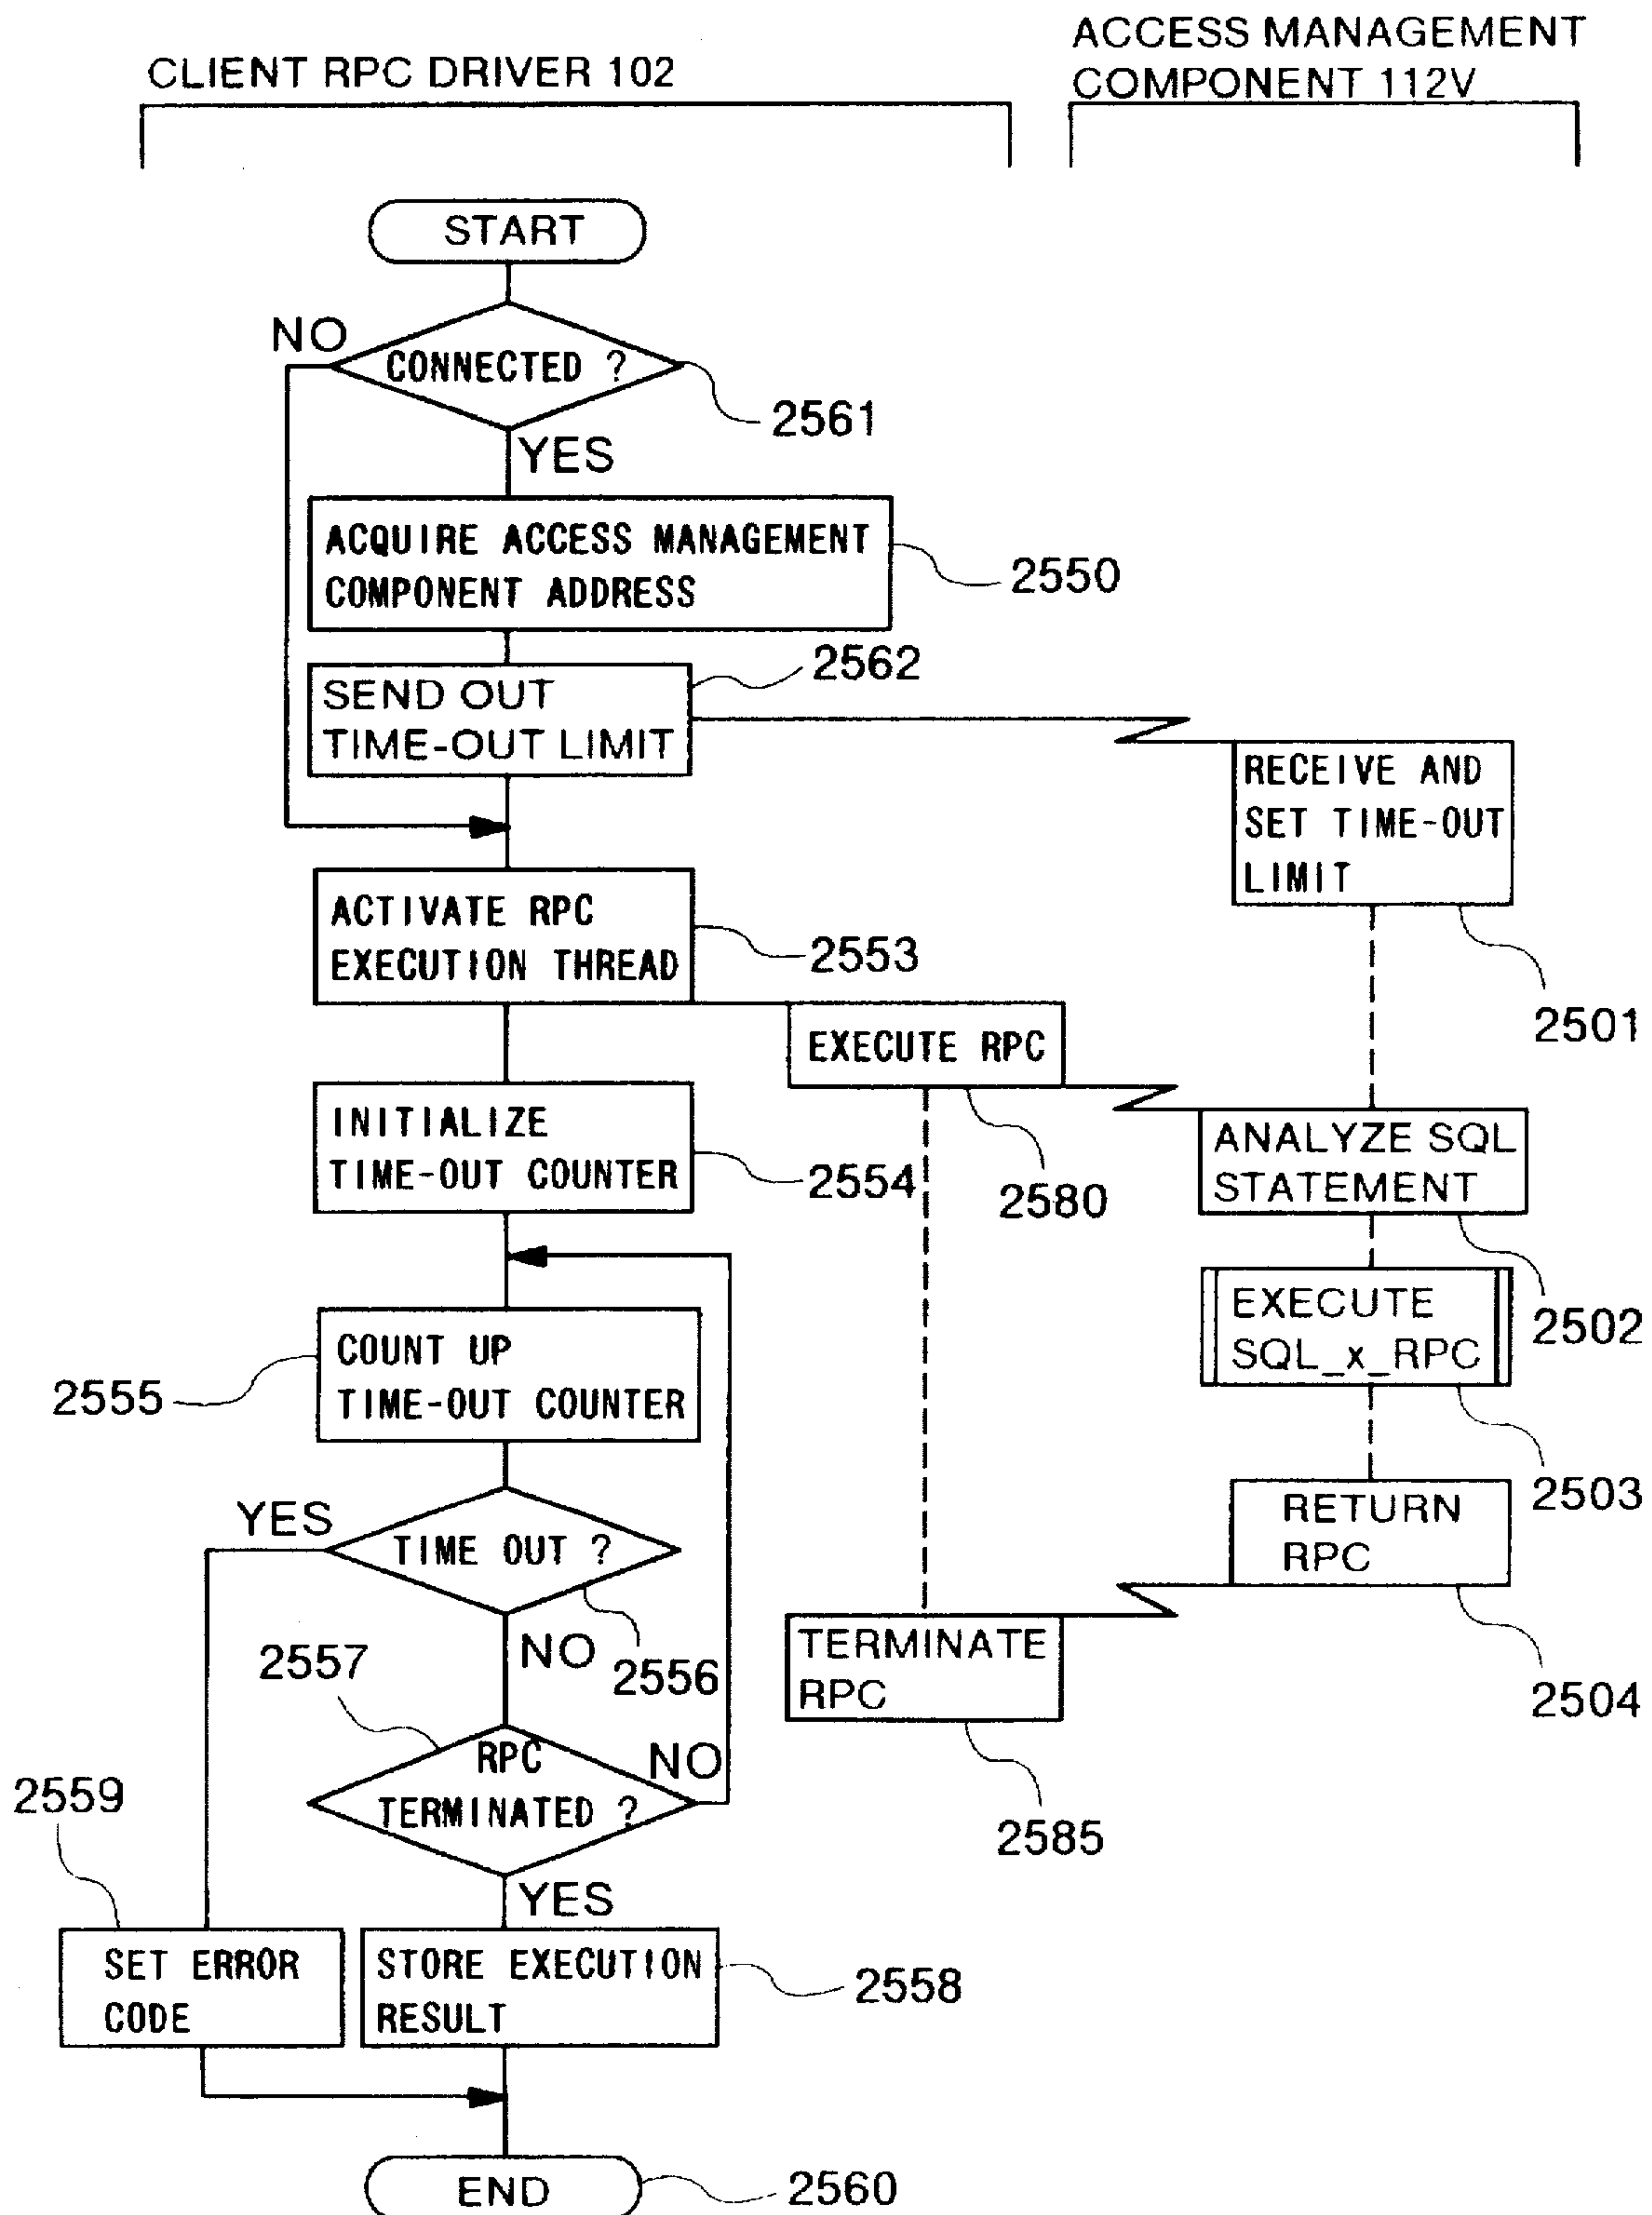 ACCESS MANAGEMENT
CLIENT RPC DRIVER 102
COMPONENT 112V
START
NO
CONNECTED ?
2561
YES
ACQUIRE ACCESS MANAGEMENT
COMPONENT ADDRESS
2550
2562
SEND OUT
TIME-OUT LIMIT
RECEIVE AND
SET TIME-OUT
LIMIT
2501
ACTIVATE RPC
EXECUTION THREAD
2553
EXECUTE RPC
2580
INITIALIZE
TIME-OUT COUNTER
2554
ANALYZE SQL
STATEMENT
2502
EXECUTE
SQL_x_RPC
2503
COUNT UP
TIME-OUT COUNTER
2555
YES
TIME OUT ?
2556
NO
RETURN
RPC
2504
TERMINATE
RPC
2585
2557
RPC
TERMINATED ?
NO
YES
2559
SET ERROR
CODE
STORE EXECUTION
RESULT
2558
END
2560